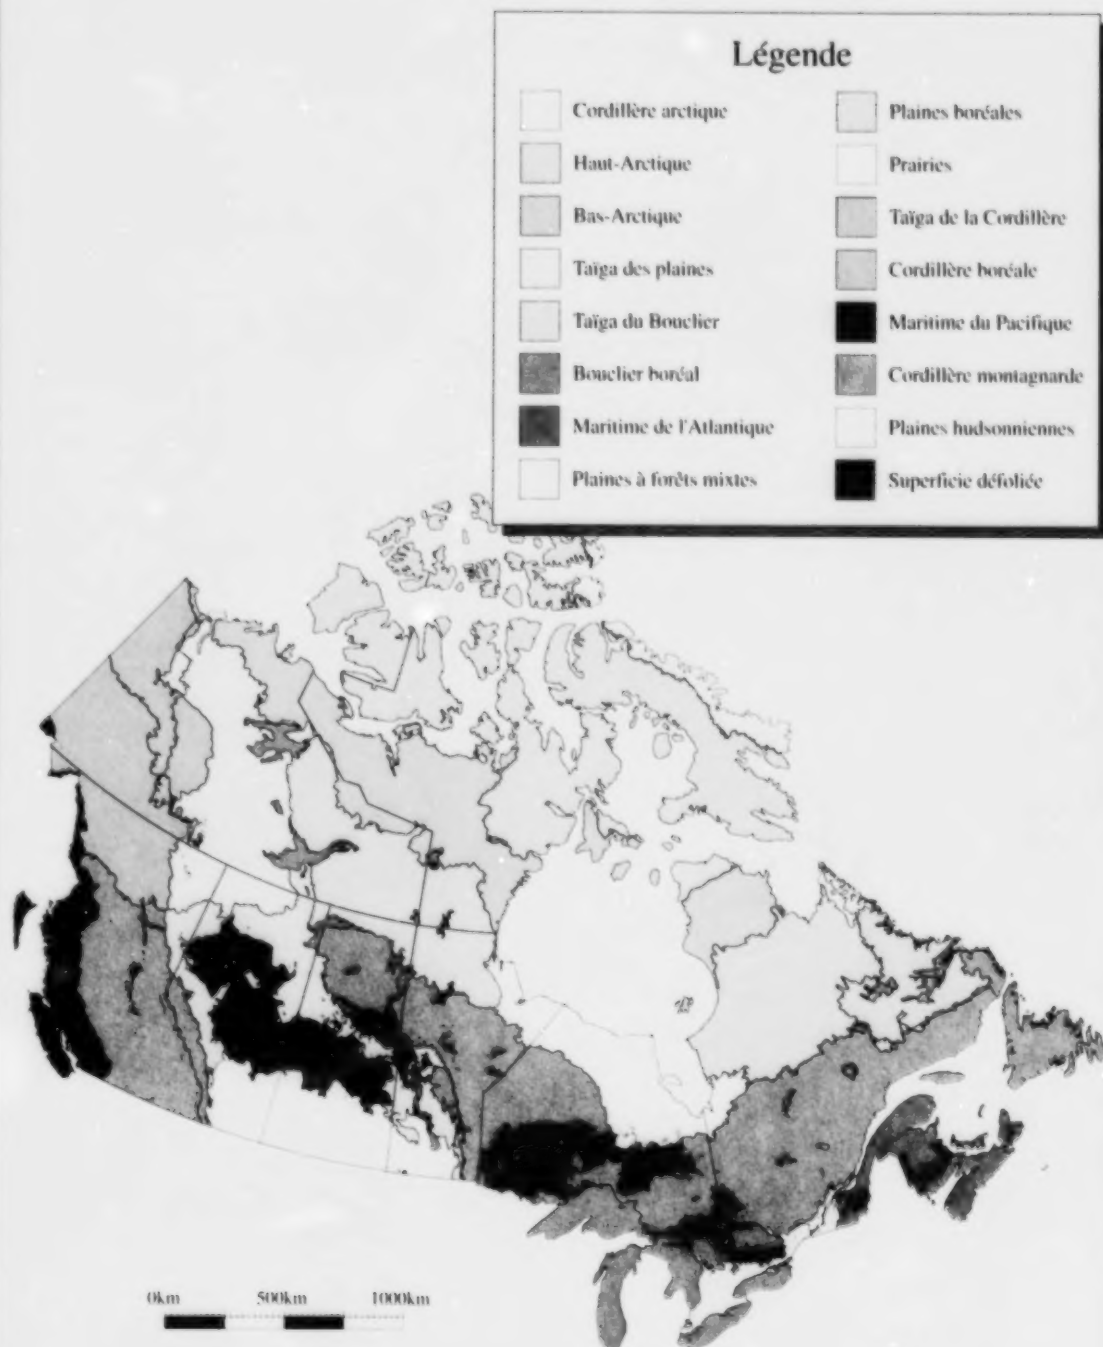 Légende
Cordillère arctique
Haut-Arctique
Bas-Arctique
Taïga des plaines
Taïga du Bouclier
Bouclier boréal
Maritime de l'Atlantique
Plaines à forêts mixtes
Plaines boréales
Prairies
Taïga de la Cordillère
Cordillère boréale
Maritime du Pacifique
Cordillère montagnarde
Plaines hudsonniennes
Superficie défoliée
0km 500km 1000km